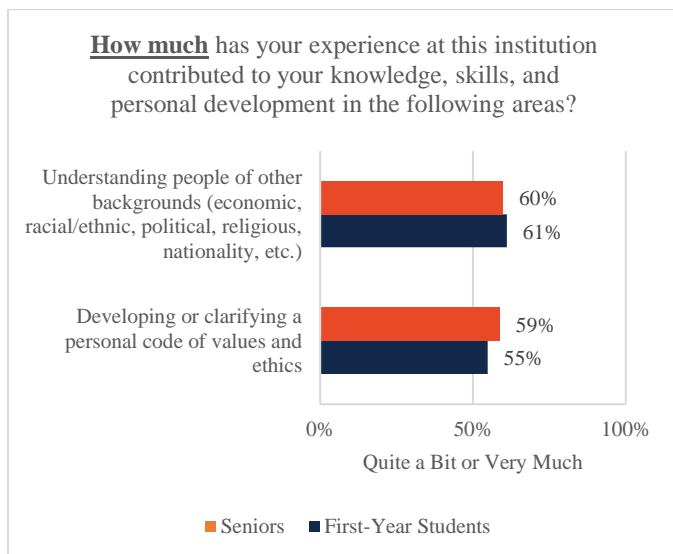 How much has your experience at this institution
contributed to your knowledge, skills, and
personal development in the following areas?
Understanding people of other
backgrounds (economic,
racial/ethnic, political, religious,
nationality, etc.)
60%
61%
Developing or clarifying a
personal code of values and
ethics
59%
55%
0% 50% 100%
Quite a Bit or Very Much
Seniors First-Year Students